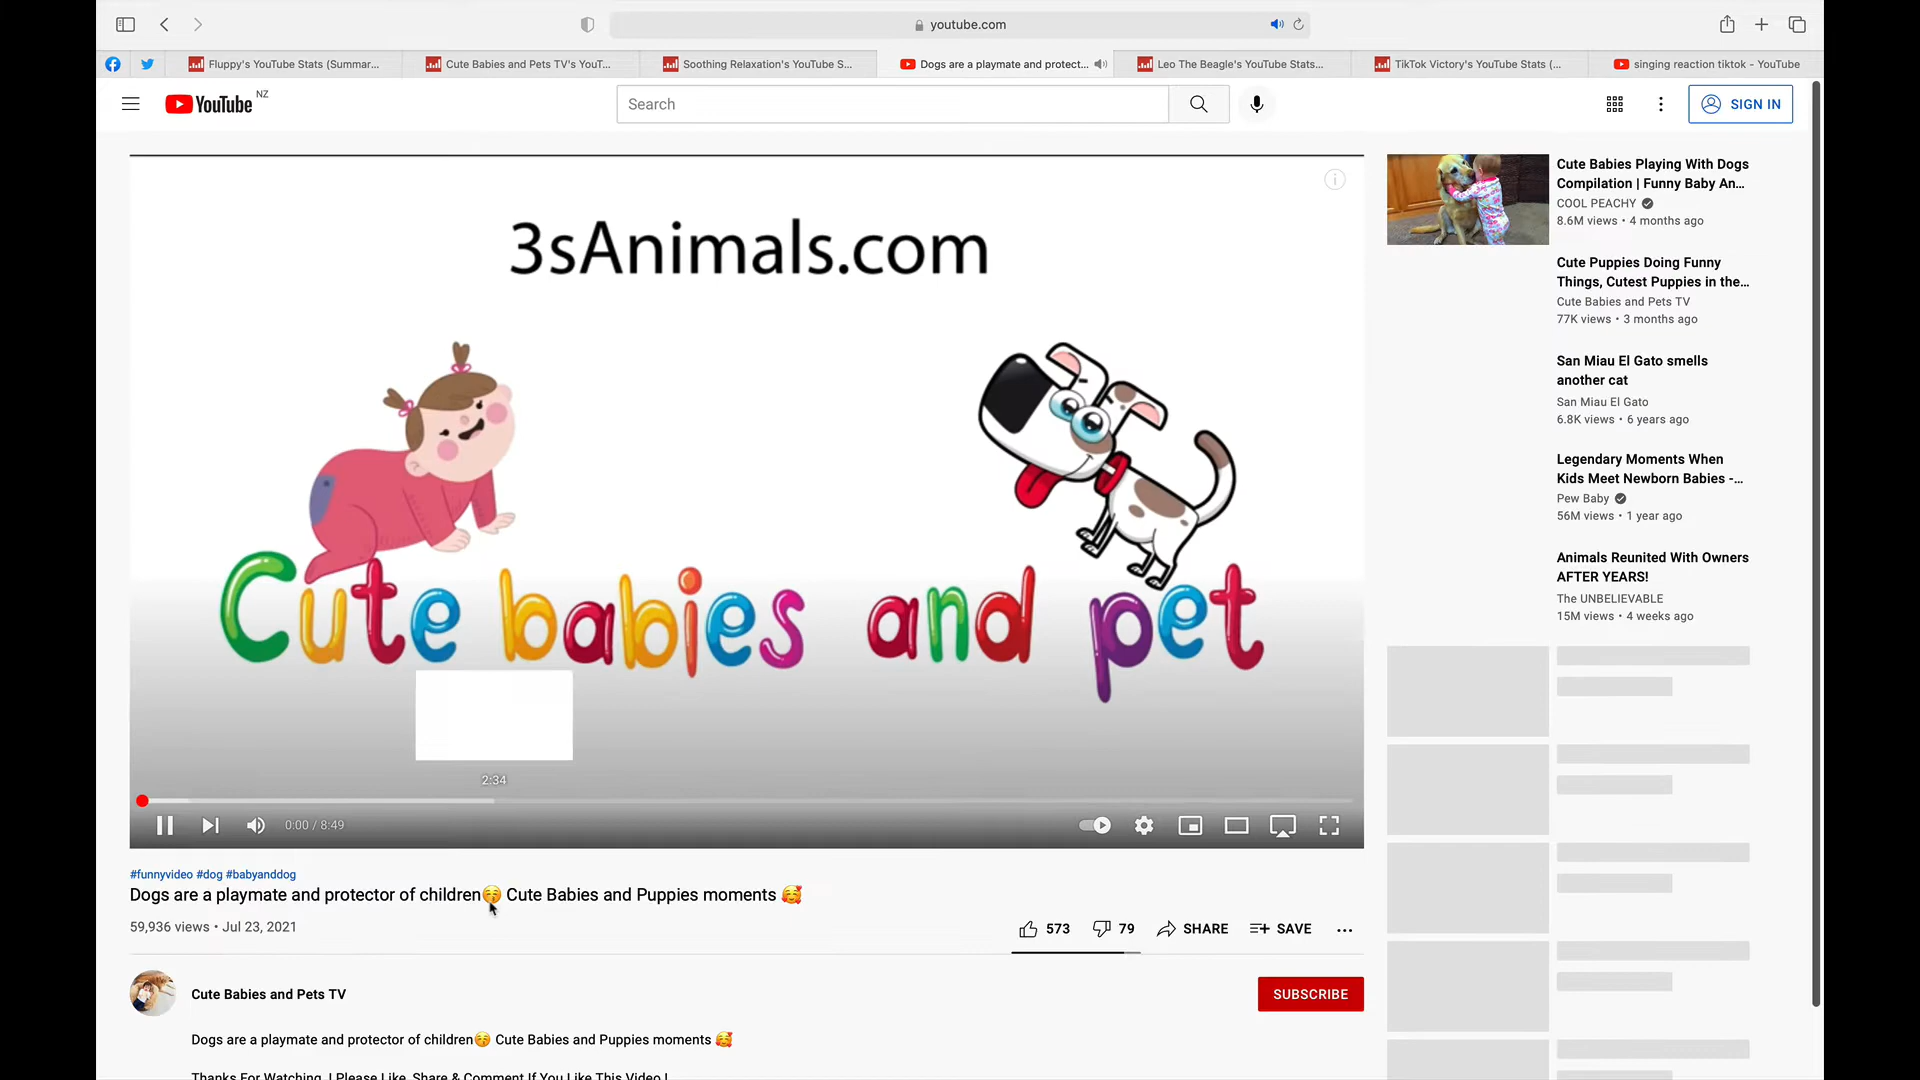 youtube.com
Fluppy's YouTube Stats (Summar...
Cute Babies and Pets TV's YouT...
Soothing Relaxation's YouTube S...
Dogs are a playmate and protect...
Leo The Beagle's YouTube Stats...
TikTok Victory's YouTube Stats (...
singing reaction tiktok - YouTube
YouTube NZ
Search
SIGN IN
3sAnimals.com
Cute babies and pet
2:34
0:00 / 8:49
#funnyvideo #dog #babyanddog
Dogs are a playmate and protector of children😚 Cute Babies and Puppies moments 🥰
59,936 views • Jul 23, 2021
573
79
SHARE
SAVE
Cute Babies and Pets TV
SUBSCRIBE
Dogs are a playmate and protector of children😚 Cute Babies and Puppies moments 🥰
Thanks For Watching, ! Please Like, Share & Comment If You Like This Video !
Cute Babies Playing With Dogs
Compilation | Funny Baby An...
COOL PEACHY
8.6M views • 4 months ago
Cute Puppies Doing Funny
Things, Cutest Puppies in the...
Cute Babies and Pets TV
77K views • 3 months ago
San Miau El Gato smells
another cat
San Miau El Gato
6.8K views • 6 years ago
Legendary Moments When
Kids Meet Newborn Babies -...
Pew Baby
56M views • 1 year ago
Animals Reunited With Owners
AFTER YEARS!
The UNBELIEVABLE
15M views • 4 weeks ago